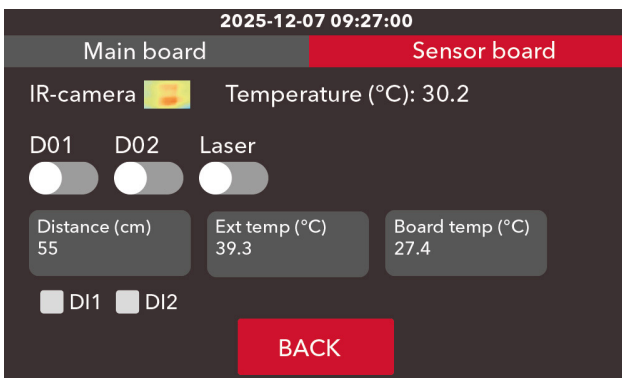 2025-12-07 09:27:00
Main board Sensor board
IR-camera Temperature (°C): 30.2
D01 D02 Laser
Distance (cm) Ext temp (°C) Board temp (°C)
55 39.3 27.4
DI1 DI2
BACK